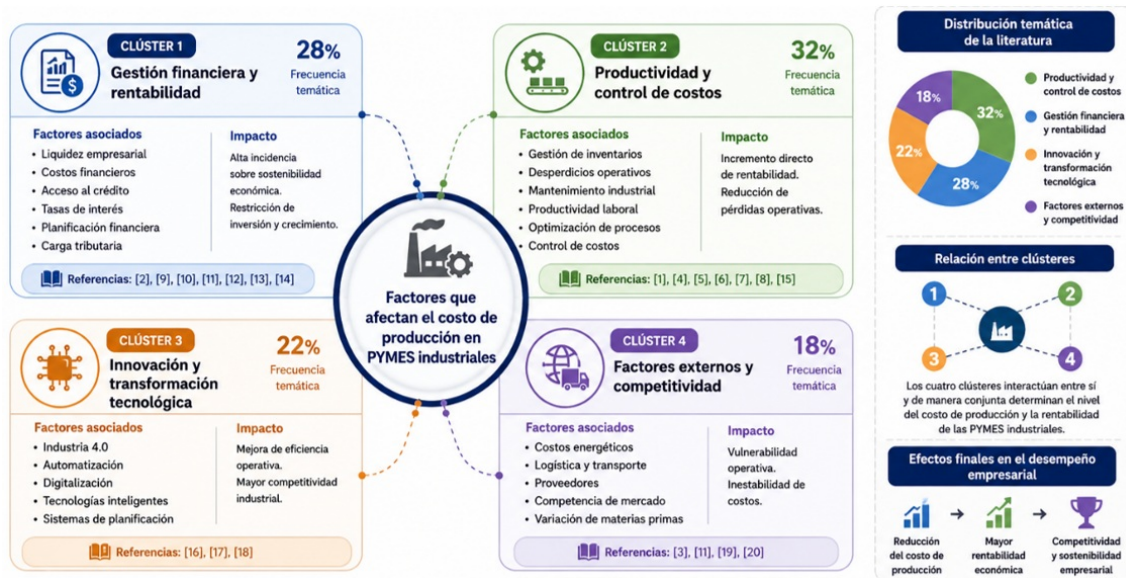 CLÚSTER 1
Gestión financiera y
rentabilidad
28%
Frecuencia
temática
Factores asociados
• Liquidez empresarial
• Costos financieros
• Acceso al crédito
• Tasas de interés
• Planificación financiera
• Carga tributaria
Impacto
Alta incidencia
sobre sostenibilidad
económica.
Restricción de
inversión y crecimiento.
Referencias: [2], [9], [10], [11], [12], [13], [14]
CLÚSTER 2
Productividad y
control de costos
32%
Frecuencia
temática
Factores asociados
• Gestión de inventarios
• Desperdicios operativos
• Mantenimiento industrial
• Productividad laboral
• Optimización de procesos
• Control de costos
Impacto
Incremento directo
de rentabilidad.
Reducción de
pérdidas operativas.
Referencias: [1], [4], [5], [6], [7], [8], [15]
Factores que
afectan el costo de
producción en
PYMES industriales
CLÚSTER 3
Innovación y
transformación
tecnológica
22%
Frecuencia
temática
Factores asociados
• Industria 4.0
• Automatización
• Digitalización
• Tecnologías inteligentes
• Sistemas de planificación
Impacto
Mejora de eficiencia
operativa.
Mayor competitividad
industrial.
Referencias: [16], [17], [18]
CLÚSTER 4
Factores externos y
competitividad
18%
Frecuencia
temática
Factores asociados
• Costos energéticos
• Logística y transporte
• Proveedores
• Competencia de mercado
• Variación de materias primas
Impacto
Vulnerabilidad
operativa.
Inestabilidad de
costos.
Referencias: [3], [11], [19], [20]
Distribución temática
de la literatura
18%
32%
22%
28%
Productividad y
control de costos
Gestión financiera
y rentabilidad
Innovación y
transformación
tecnológica
Factores externos
y competitividad
Relación entre clústeres
1
2
3
4
Los cuatro clústeres interactúan entre sí
y de manera conjunta determinan el nivel
del costo de producción y la rentabilidad
de las PYMES industriales.
Efectos finales en el desempeño
empresarial
Reducción
del costo de
producción
Mayor
rentabilidad
económica
Competitividad
y sostenibilidad
empresarial